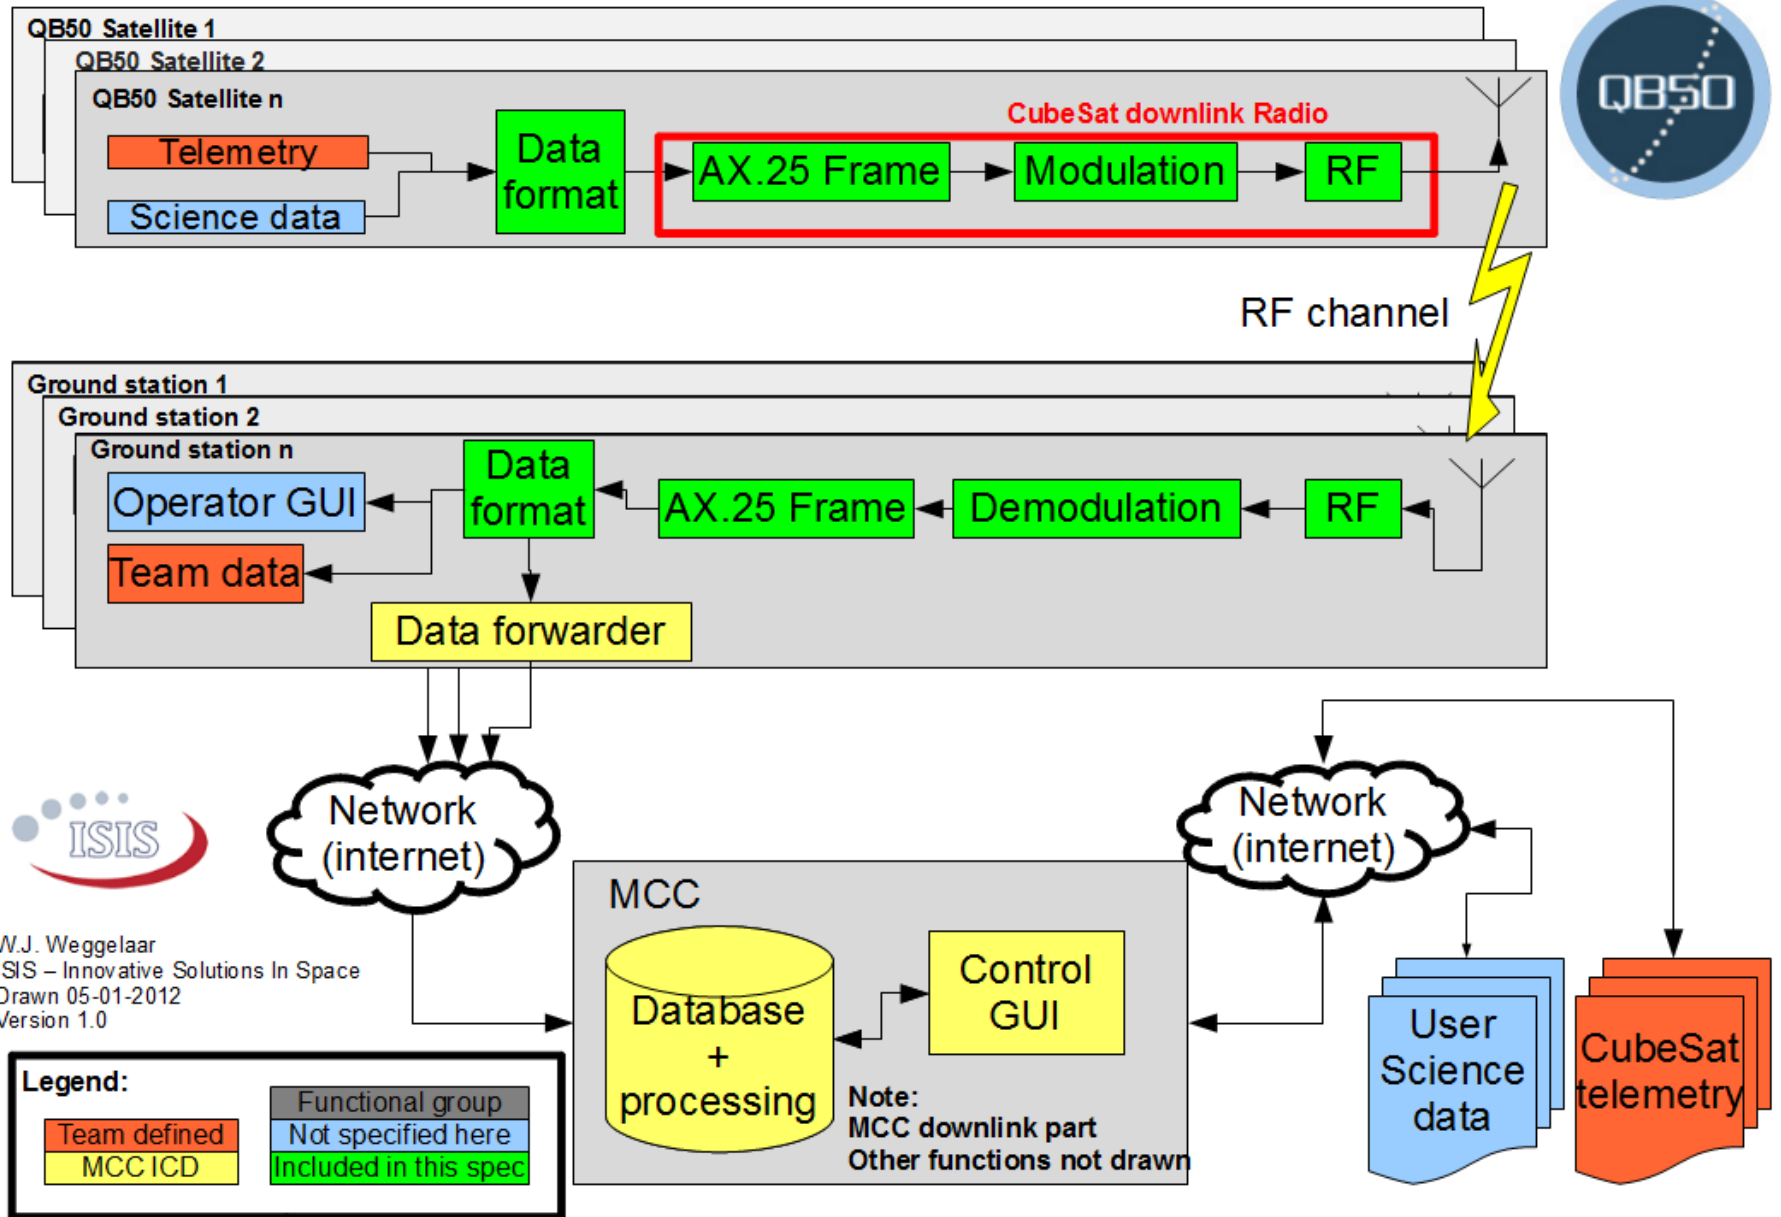 QB50 Satellite 1
QB50 Satellite 2
QB50 Satellite n
CubeSat downlink Radio
Telemetry
Science data
Data
format
AX.25 Frame
Modulation
RF
QB50
RF channel
Ground station 1
Ground station 2
Ground station n
Operator GUI
Team data
Data
format
AX.25 Frame
Demodulation
RF
Data forwarder
Network
(internet)
Network
(internet)
ISIS
W.J. Weggelaar
ISIS – Innovative Solutions In Space
Drawn 05-01-2012
Version 1.0
MCC
Database
+
processing
Control
GUI
Note:
MCC downlink part
Other functions not drawn
User
Science
data
CubeSat
telemetry
Legend:
Functional group
Team defined
Not specified here
MCC ICD
Included in this spec